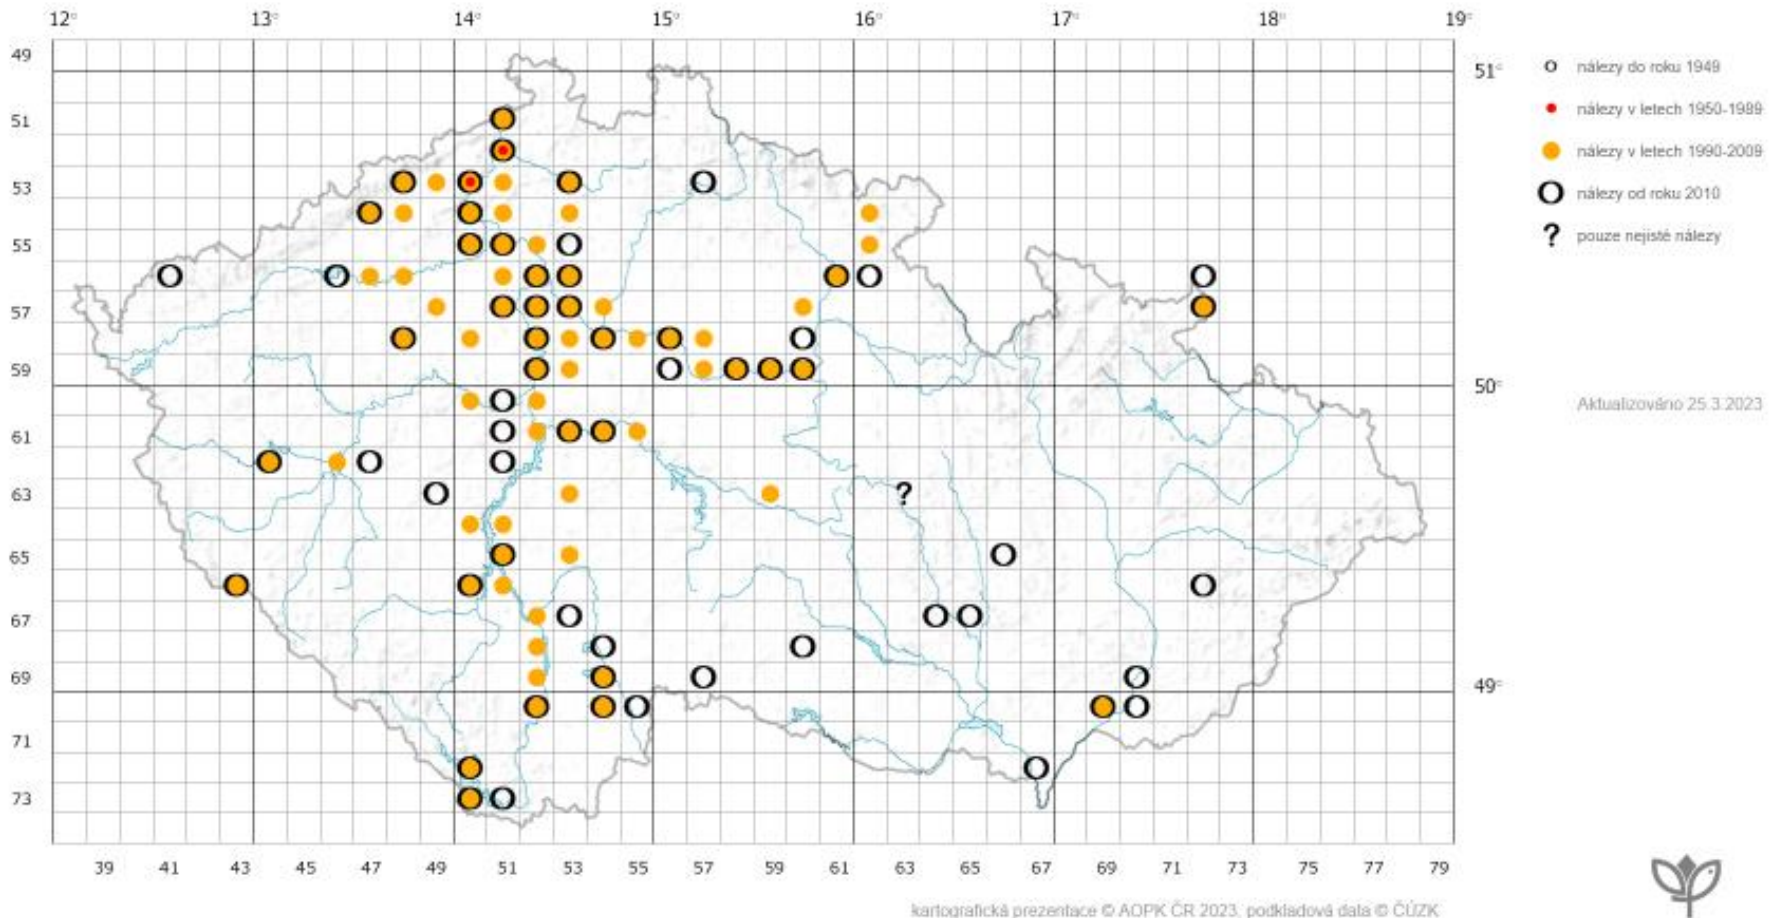 12° 13° 14° 15° 16° 17° 18° 19°
49
51
53
55
57
59
61
63
65
67
69
71
73
51°
50°
49°
?
39 41 43 45 47 49 51 53 55 57 59 61 63 65 67 69 71 73 75 77 79
nálezy do roku 1949
nálezy v letech 1950-1989
nálezy v letech 1990-2009
nálezy od roku 2010
? pouze nejisté nálezy
Aktualizováno 25.3.2023
kartografická prezentace © AOPK ČR 2023, podkladová data © ČÚZK